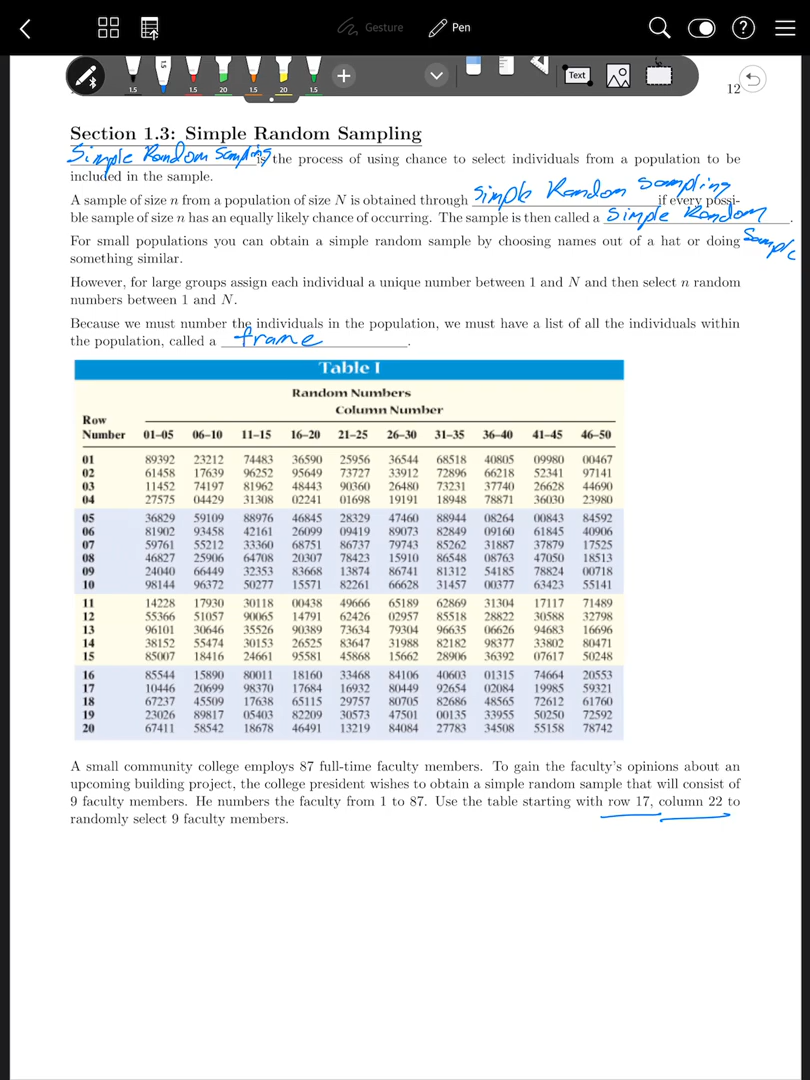 Gesture
Pen
1.5
1.5
1.5
20
1.5
20
1.5
Text
12
Section 1.3: Simple Random Sampling
Simple Random Sampling is the process of using chance to select individuals from a population to be
included in the sample.
A sample of size n from a population of size N is obtained through Simple Random Sampling if every possi-
ble sample of size n has an equally likely chance of occurring. The sample is then called a Simple Random Sample.
For small populations you can obtain a simple random sample by choosing names out of a hat or doing
something similar.
However, for large groups assign each individual a unique number between 1 and N and then select n random
numbers between 1 and N.
Because we must number the individuals in the population, we must have a list of all the individuals within
the population, called a frame.
Table I
Random Numbers
Column Number
Row
Number 01–05 06–10 11–15 16–20 21–25 26–30 31–35 36–40 41–45 46–50
01 89392 23212 74483 36590 25956 36544 68518 40805 09980 00467
02 61458 17639 96252 95649 73727 33912 72896 66218 52341 97141
03 11452 74197 81962 48443 90360 26480 73231 37740 26628 44690
04 27575 04429 31308 02241 01698 19191 18948 78871 36030 23980
05 36829 59109 88976 46845 28329 47460 88944 08264 00843 84592
06 81902 93458 42161 26099 09419 89073 82849 09160 61845 40906
07 59761 55212 33360 68751 86737 79743 85262 31887 37879 17525
08 46827 25906 64708 20307 78423 15910 86548 08763 47050 18513
09 24040 66449 32353 83668 13874 86741 81312 54185 78824 00718
10 98144 96372 50277 15571 82261 66628 31457 00377 63423 55141
11 14228 17930 30118 00438 49666 65189 62869 31304 17117 71489
12 55366 51057 90065 14791 62426 02957 85518 28822 30588 32798
13 96101 30646 35526 90389 73634 79304 96635 06626 94683 16696
14 38152 55474 30153 26525 83647 31988 82182 98377 33802 80471
15 85007 18416 24661 95581 45868 15662 28906 36392 07617 50248
16 85544 15890 80011 18160 33468 84106 40603 01315 74664 20553
17 10446 20699 98370 17684 16932 80449 92654 02084 19985 59321
18 67237 45509 17638 65115 29757 80705 82686 48565 72612 61760
19 23026 89817 05403 82209 30573 47501 00135 33955 50250 72592
20 67411 58542 18678 46491 13219 84084 27783 34508 55158 78742
A small community college employs 87 full-time faculty members. To gain the faculty's opinions about an
upcoming building project, the college president wishes to obtain a simple random sample that will consist of
9 faculty members. He numbers the faculty from 1 to 87. Use the table starting with row 17, column 22 to
randomly select 9 faculty members.